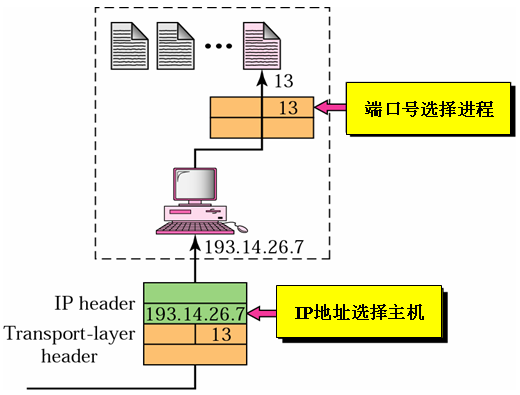 13
13
端口号选择进程
193.14.26.7
IP header
193.14.26.7
IP地址选择主机
Transport-layer
header
13